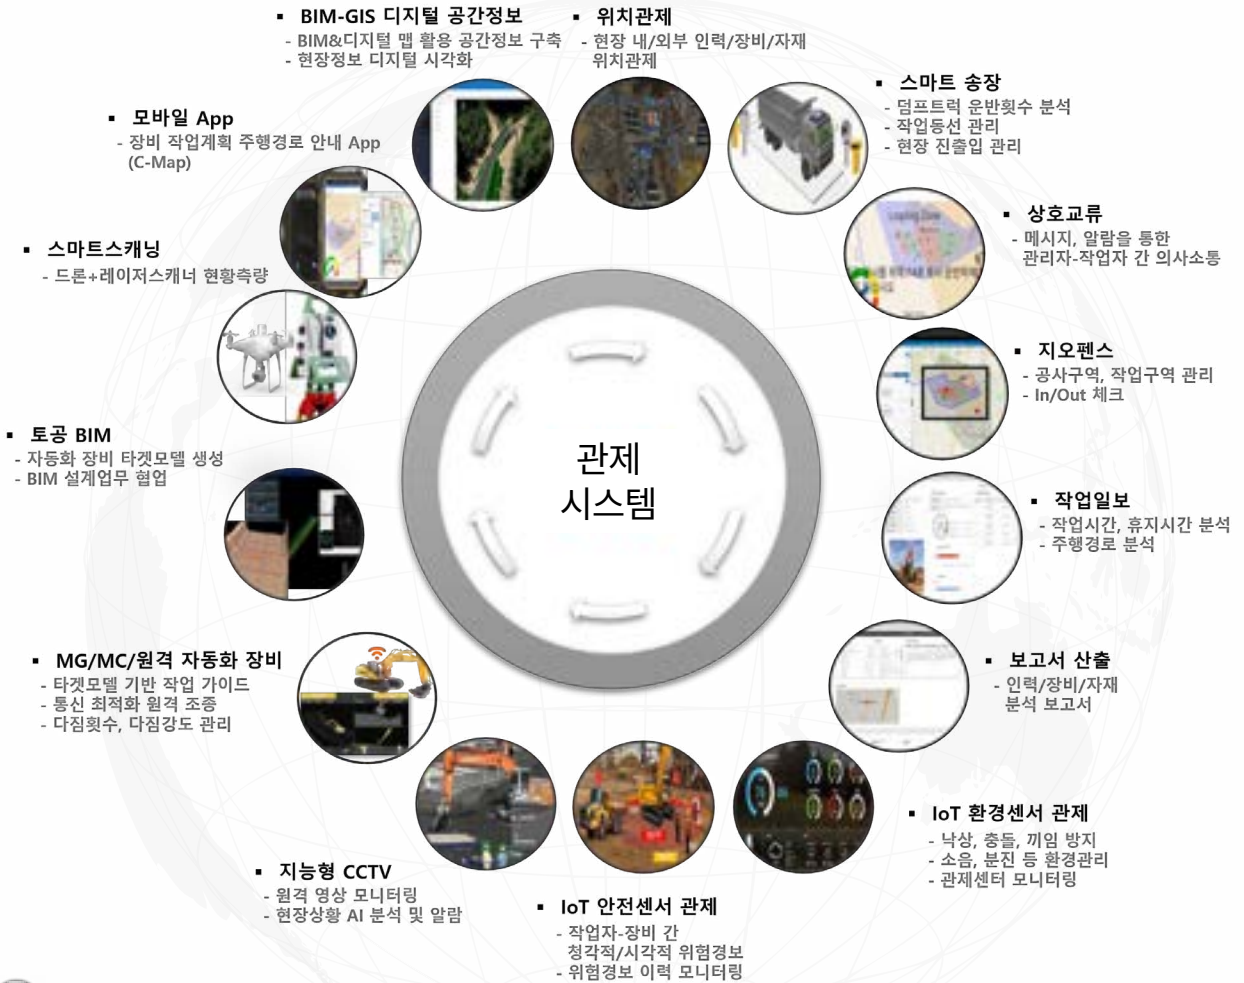 ▪ BIM-GIS 디지털 공간정보
- BIM&디지털 맵 활용 공간정보 구축
- 현장정보 디지털 시각화
▪ 위치관제
- 현장 내/외부 인력/장비/자재
위치관제
▪ 스마트 송장
- 덤프트럭 운반횟수 분석
- 작업동선 관리
- 현장 진출입 관리
▪ 상호교류
- 메시지, 알람을 통한
관리자-작업자 간 의사소통
▪ 지오펜스
- 공사구역, 작업구역 관리
- In/Out 체크
▪ 작업일보
- 작업시간, 휴지시간 분석
- 주행경로 분석
▪ 보고서 산출
- 인력/장비/자재
분석 보고서
▪ IoT 환경센서 관제
- 낙상, 충돌, 끼임 방지
- 소음, 분진 등 환경관리
- 관제센터 모니터링
▪ IoT 안전센서 관제
- 작업자-장비 간
청각적/시각적 위험경보
- 위험경보 이력 모니터링
▪ 지능형 CCTV
- 원격 영상 모니터링
- 현장상황 AI 분석 및 알람
▪ MG/MC/원격 자동화 장비
- 타겟모델 기반 작업 가이드
- 통신 최적화 원격 조종
- 다짐횟수, 다짐강도 관리
▪ 토공 BIM
- 자동화 장비 타겟모델 생성
- BIM 설계업무 협업
▪ 스마트스캐닝
- 드론+레이저스캐너 현황측량
▪ 모바일 App
- 장비 작업계획 주행경로 안내 App
(C-Map)
관제
시스템
Loading Zone